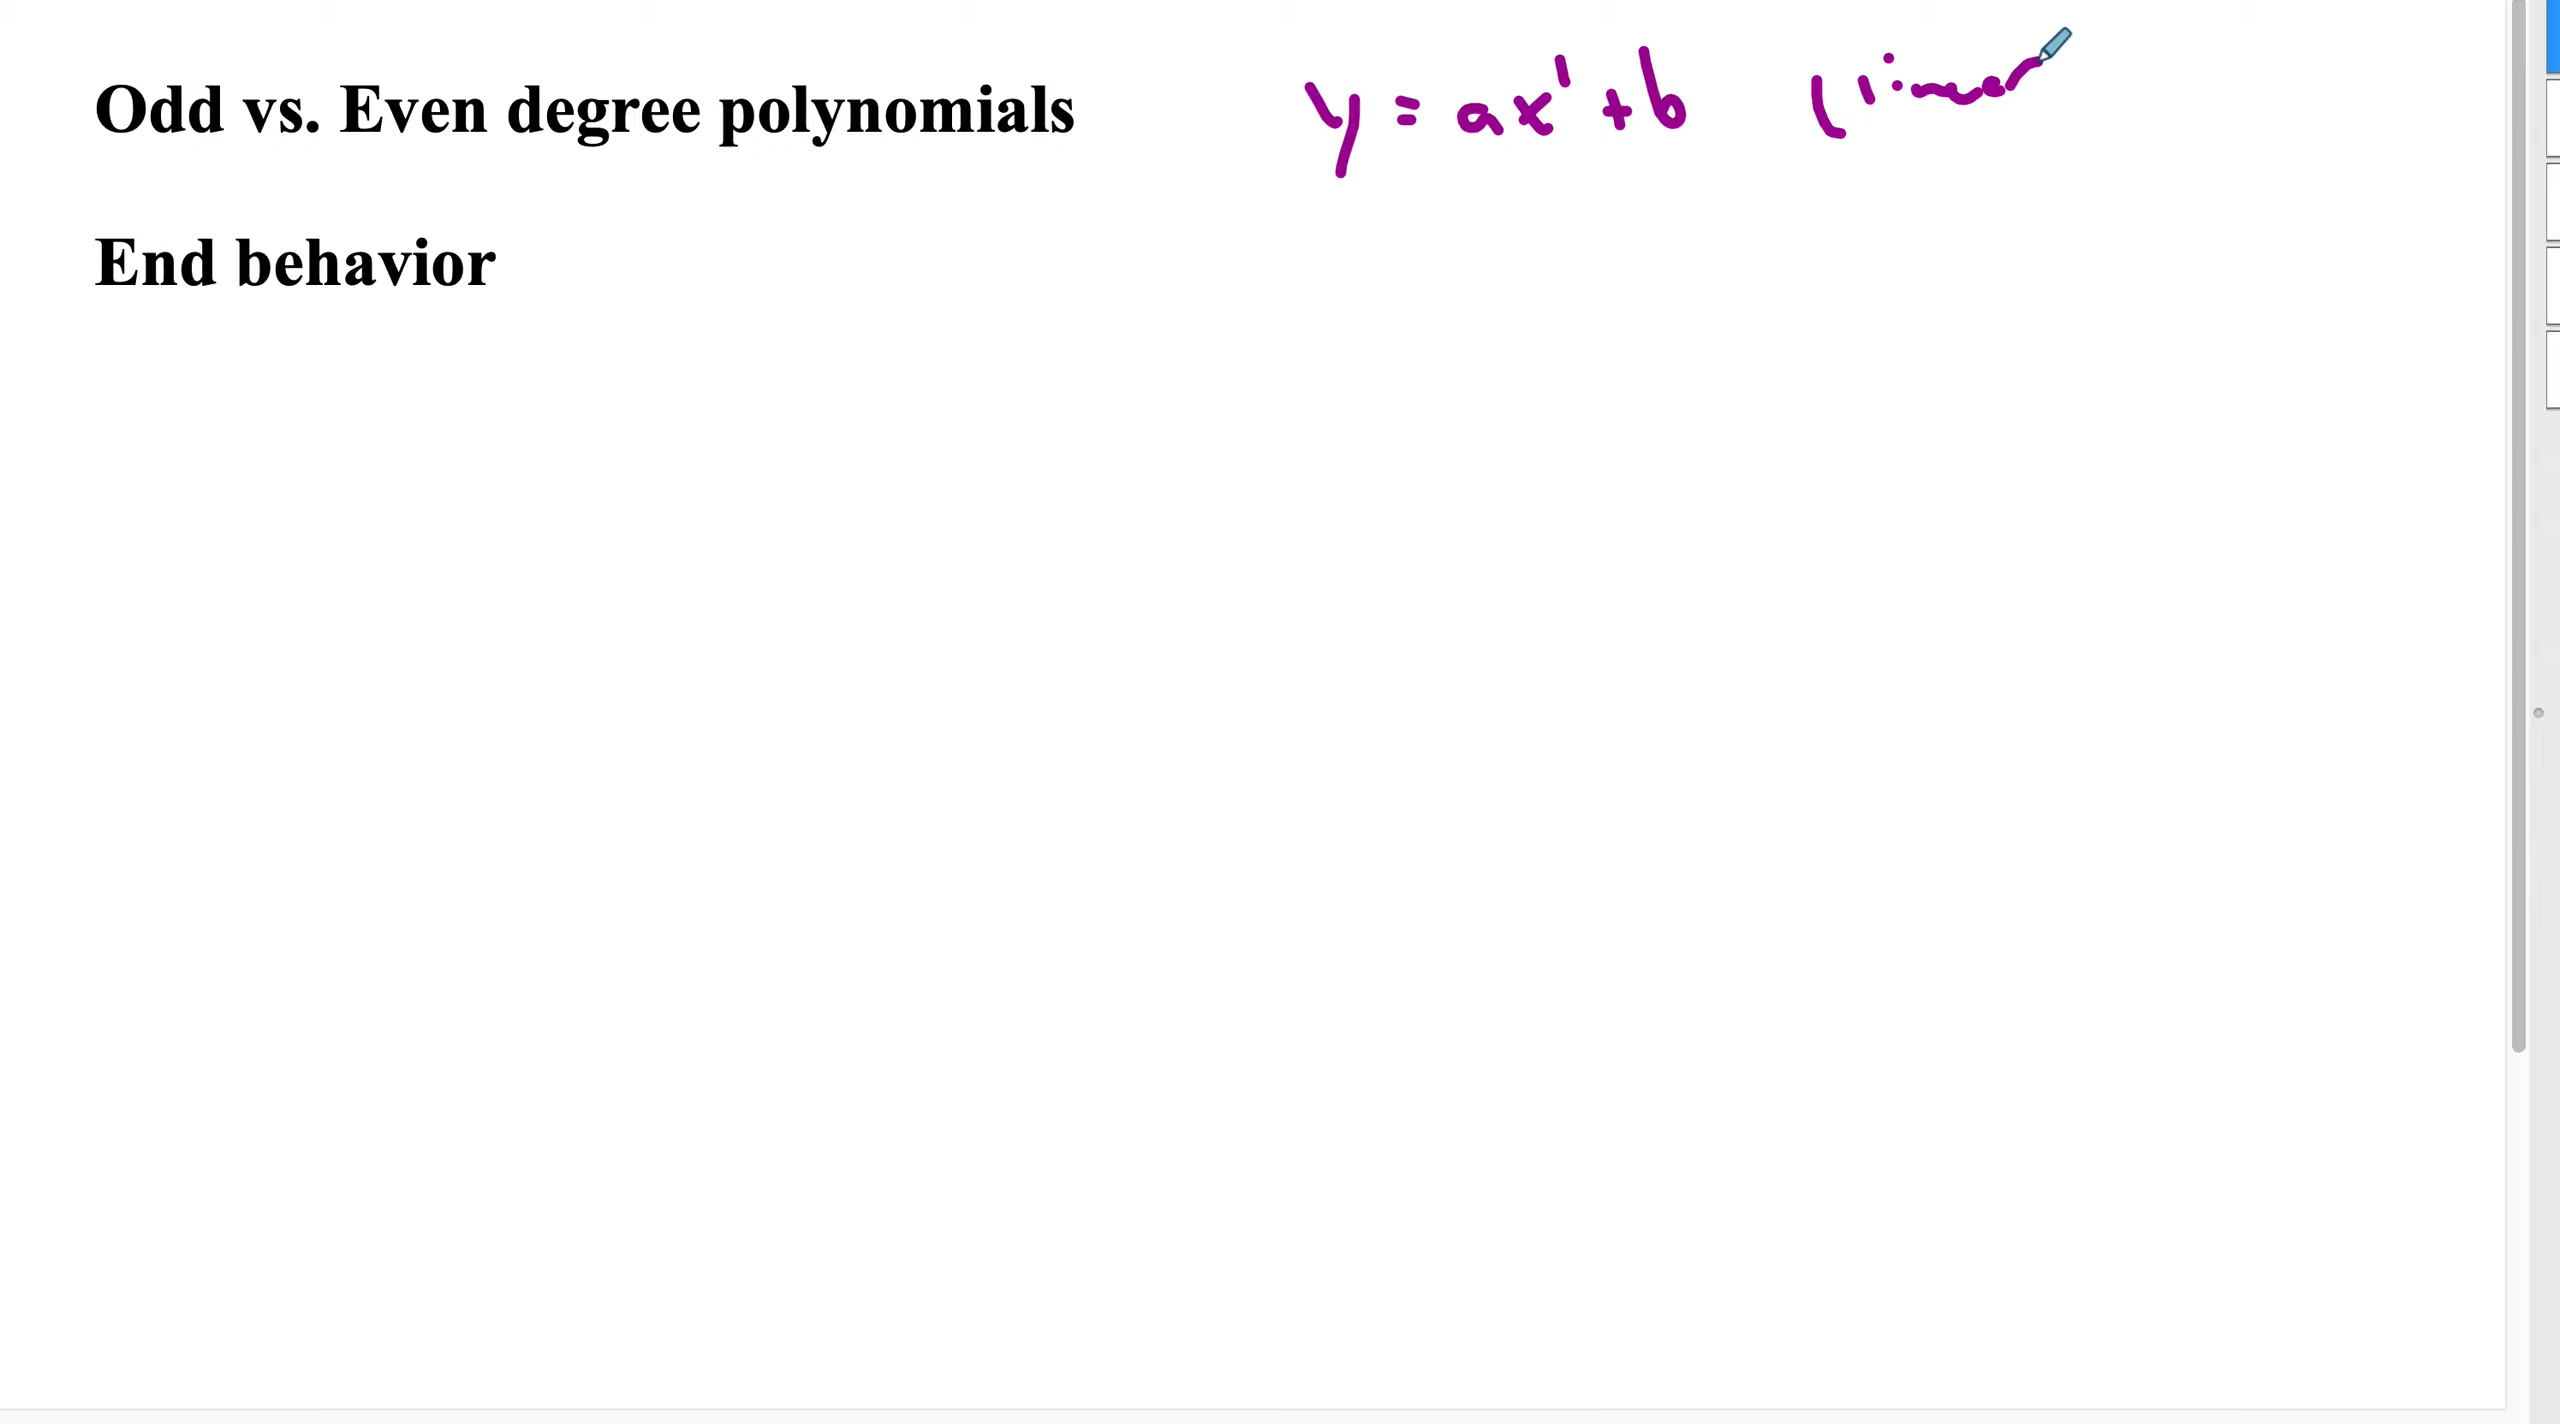 Odd vs. Even degree polynomials y = ax¹ + b (linear
End behavior